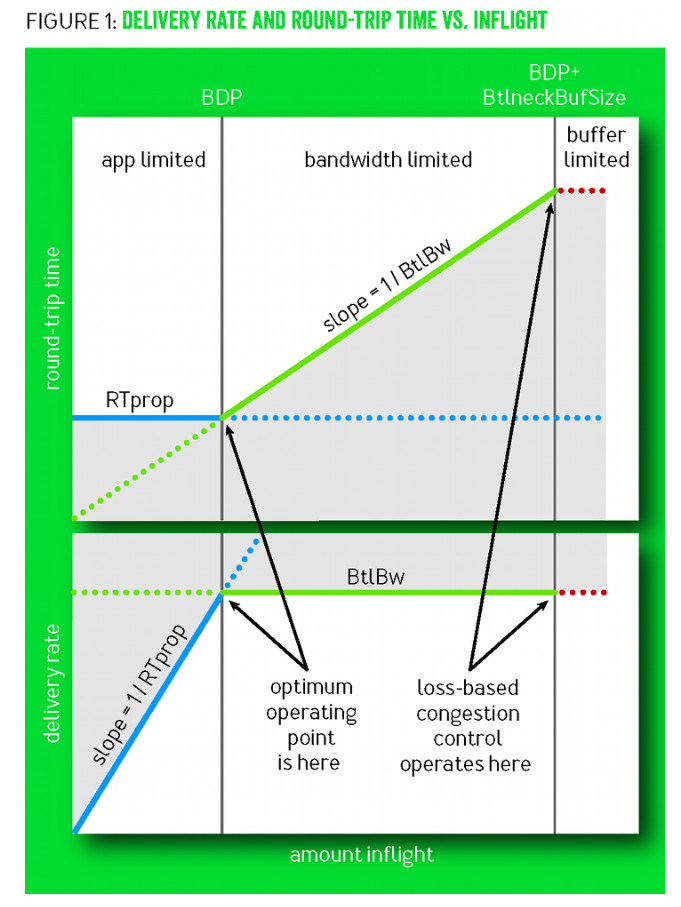 FIGURE 1: DELIVERY RATE AND ROUND-TRIP TIME VS. INFLIGHT
BDP
BDP+
BtlneckBufSize
app limited
bandwidth limited
buffer
limited
round-trip time
slope = 1 / BtlBw
RTprop
BtlBw
delivery rate
slope = 1 / RTprop
optimum
operating
point
is here
loss-based
congestion
control
operates here
amount inflight